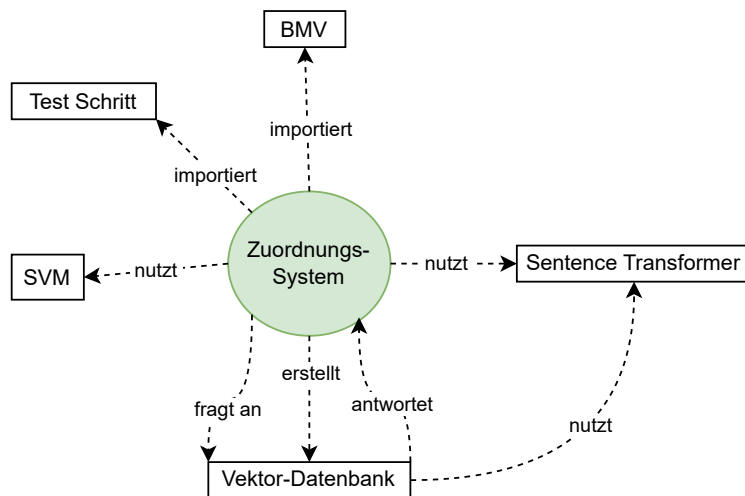 BMV
Test Schritt
importiert
importiert
Zuordnungs-
System
SVM
nutzt
nutzt
Sentence Transformer
erstellt
fragt an
antwortet
nutzt
Vektor-Datenbank